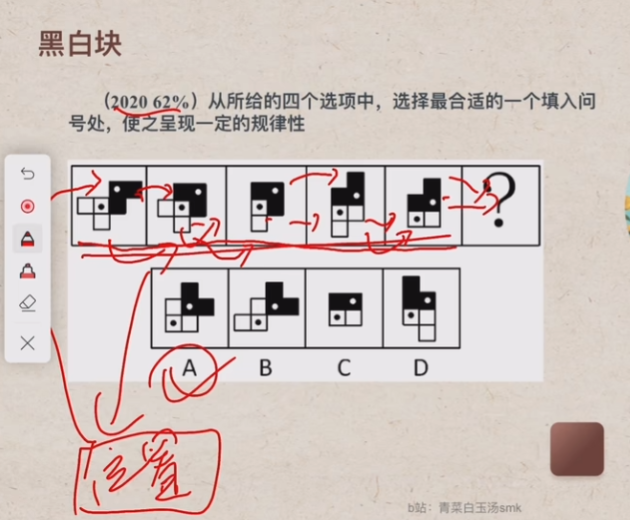 黑白块
（2020 62%）从所给的四个选项中，选择最合适的一个填入问
号处，使之呈现一定的规律性
?
A B C D
位置
b站：青菜白玉汤smk